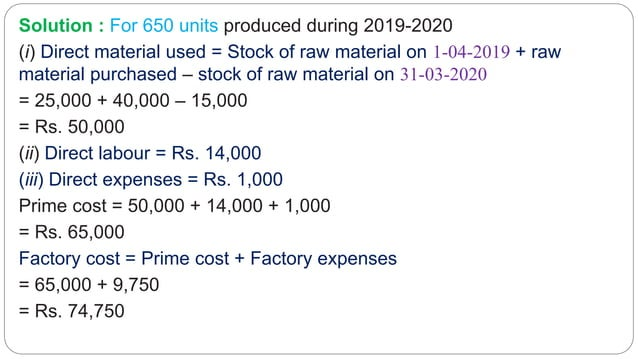 Solution : For 650 units produced during 2019-2020
(i) Direct material used = Stock of raw material on 1-04-2019 + raw
material purchased – stock of raw material on 31-03-2020
= 25,000 + 40,000 – 15,000
= Rs. 50,000
(ii) Direct labour = Rs. 14,000
(iii) Direct expenses = Rs. 1,000
Prime cost = 50,000 + 14,000 + 1,000
= Rs. 65,000
Factory cost = Prime cost + Factory expenses
= 65,000 + 9,750
= Rs. 74,750